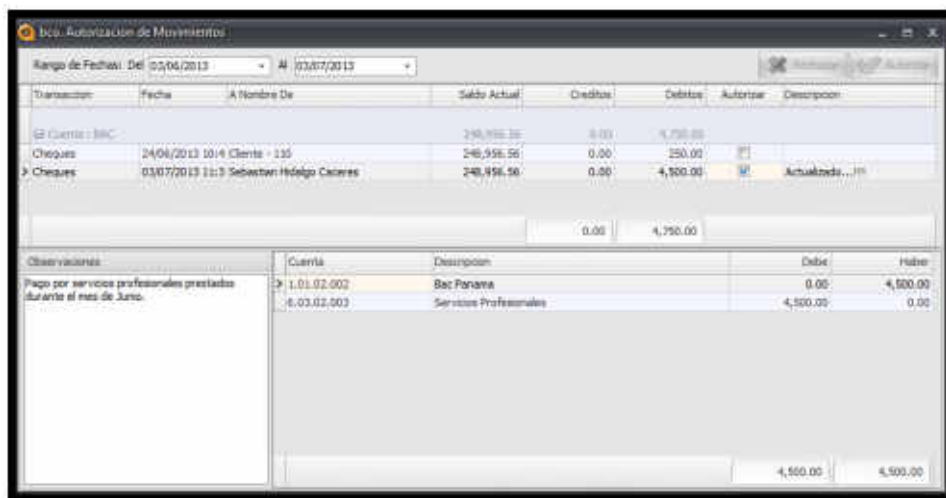 bco. Autorizacion de Movimientos
Rango de Fechas: Del 03/06/2013 Al 03/07/2013 Autorizar
Transaccion Fecha A Nombre De Saldo Actual Creditos Debitos Autorizar Descripcion
Cuenta : BAC 248,956.56 0.00 4,750.00
Cheques 24/06/2013 10:4 Cliente - 110 248,956.56 0.00 250.00
Cheques 03/07/2013 11:3 Sebastian Hidalgo Caceres 248,956.56 0.00 4,500.00 Actualizado...!!!
0.00 4,750.00
Observaciones
Pago por servicios profesionales prestados
durante el mes de Junio.
Cuenta Descripcion Debe Haber
1.01.02.002 Bac Panama 0.00 4,500.00
6.03.02.003 Servicios Profesionales 4,500.00 0.00
4,500.00 4,500.00